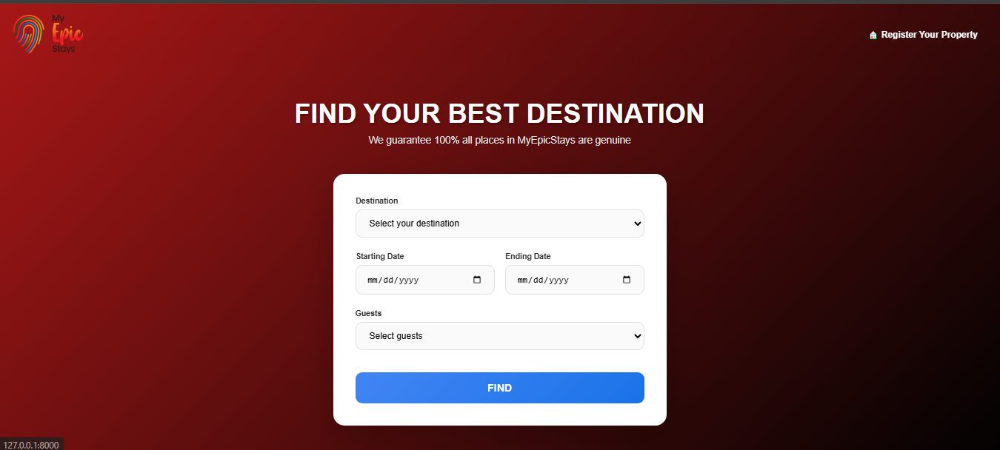 My
Epic
Stays
Register Your Property
FIND YOUR BEST DESTINATION
We guarantee 100% all places in MyEpicStays are genuine
Destination
Select your destination
Starting Date
Ending Date
mm/dd/yyyy
mm/dd/yyyy
Guests
Select guests
FIND
127.0.0.1:8000